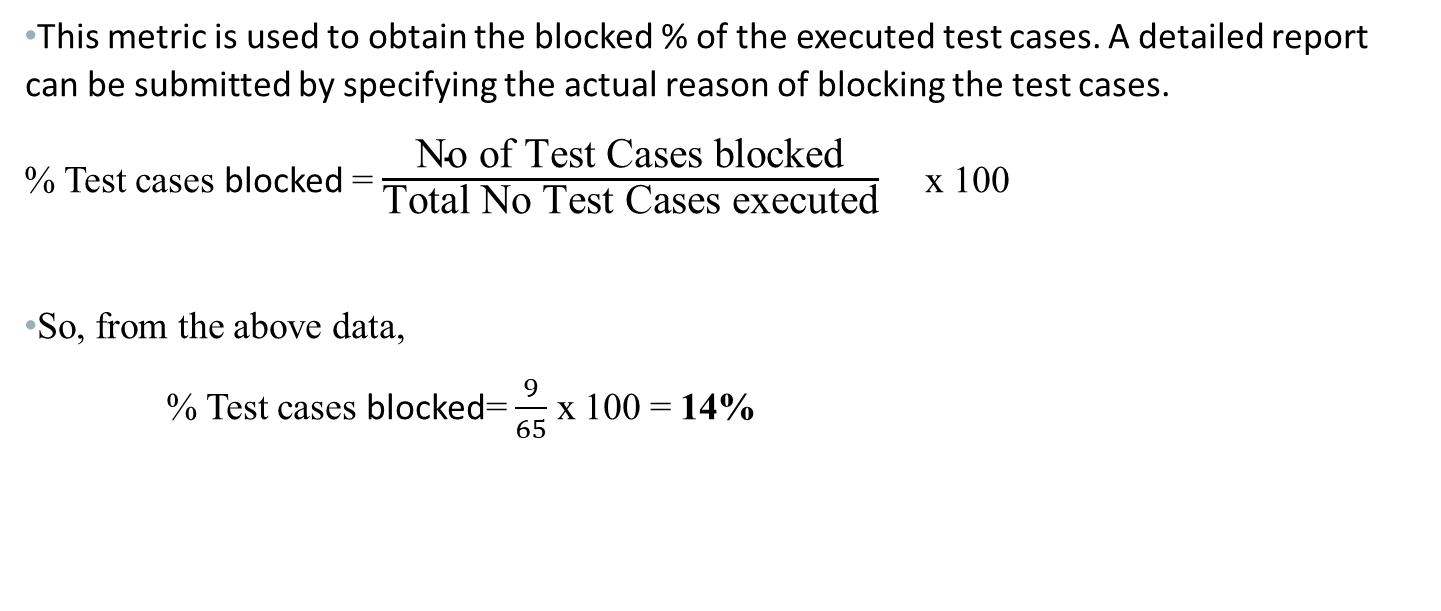 •This metric is used to obtain the blocked % of the executed test cases. A detailed report
can be submitted by specifying the actual reason of blocking the test cases.
No of Test Cases blocked
% Test cases blocked = x 100
Total No Test Cases executed
•So, from the above data,
% Test cases blocked= 9/65 x 100 = 14%